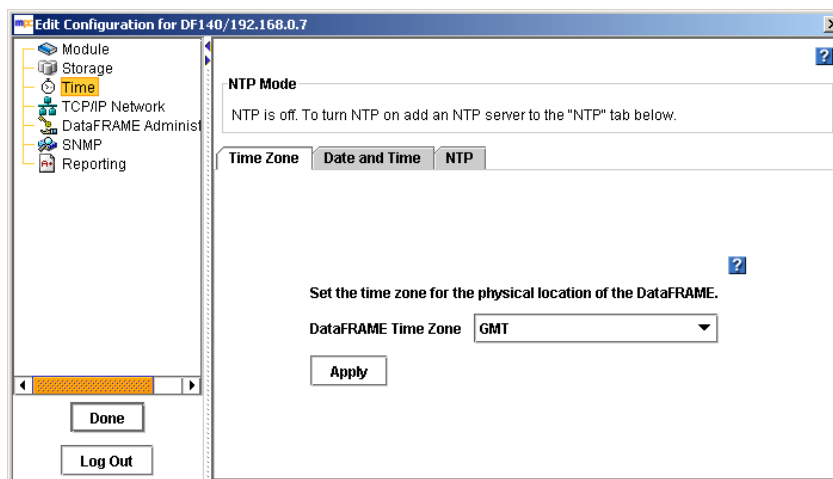 mpc Edit Configuration for DF140/192.168.0.7
Module
Storage
Time
TCP/IP Network
DataFRAME Administ
SNMP
A+ Reporting
Done
Log Out
?
NTP Mode
NTP is off. To turn NTP on add an NTP server to the "NTP" tab below.
Time Zone Date and Time NTP
?
Set the time zone for the physical location of the DataFRAME.
DataFRAME Time Zone GMT
Apply